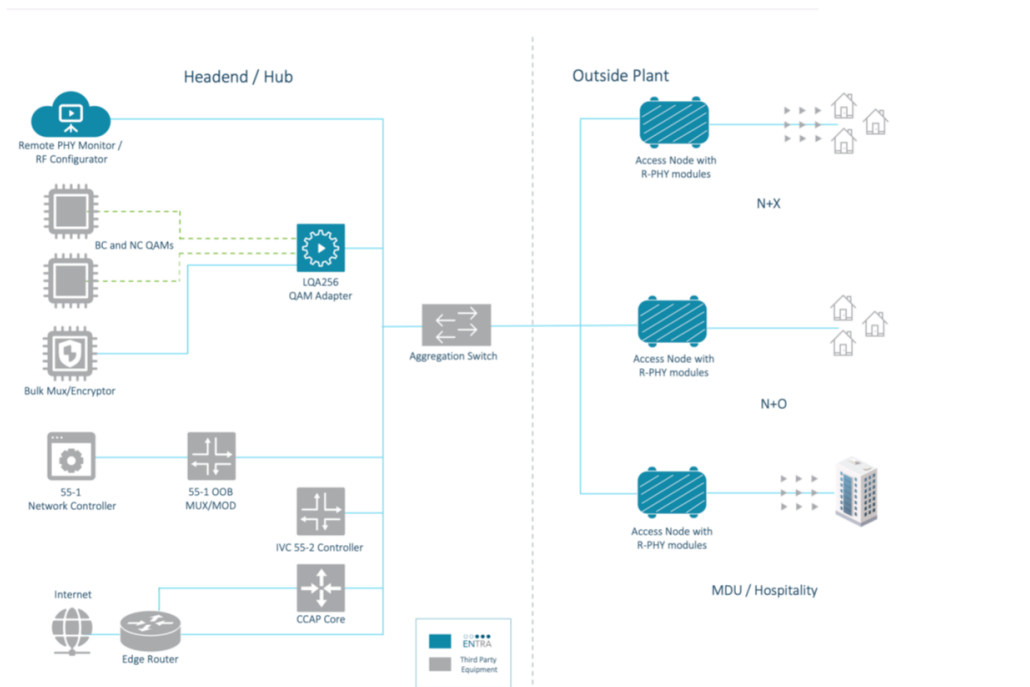 Headend / Hub
Outside Plant
Remote PHY Monitor /
RF Configurator
BC and NC QAMs
LQA256
QAM Adapter
Bulk Mux/Encryptor
Aggregation Switch
55-1
Network Controller
55-1 OOB
MUX/MOD
IVC 55-2 Controller
CCAP Core
Internet
Edge Router
Access Node with
R-PHY modules
N+X
Access Node with
R-PHY modules
N+O
Access Node with
R-PHY modules
MDU / Hospitality
ENTRA
Third Party
Equipment